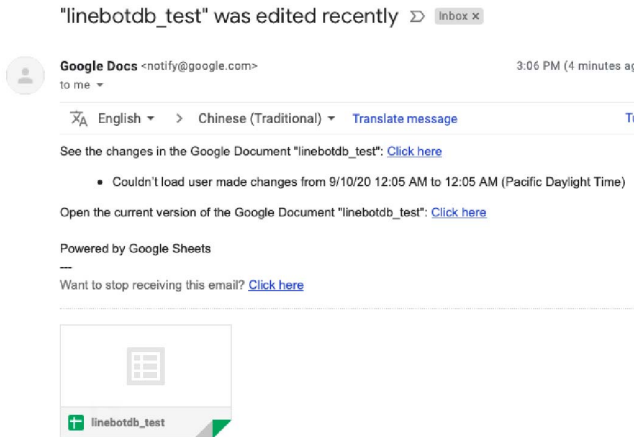 "linebotdb_test" was edited recently Inbox x
Google Docs <notify@google.com> 3:06 PM (4 minutes
to me
English > Chinese (Traditional) Translate message
See the changes in the Google Document "linebotdb_test": Click here
• Couldn't load user made changes from 9/10/20 12:05 AM to 12:05 AM (Pacific Daylight Time)
Open the current version of the Google Document "linebotdb_test": Click here
Powered by Google Sheets
---
Want to stop receiving this email? Click here
linebotdb_test